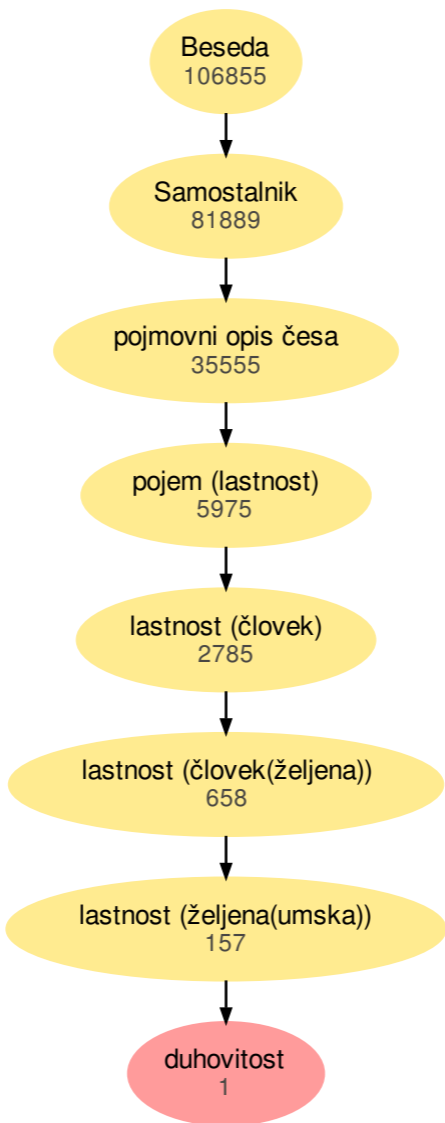 Beseda
106855
Samostalnik
81889
pojmovni opis česa
35555
pojem (lastnost)
5975
lastnost (človek)
2785
lastnost (človek(željena))
658
lastnost (željena(umska))
157
duhovitost
1